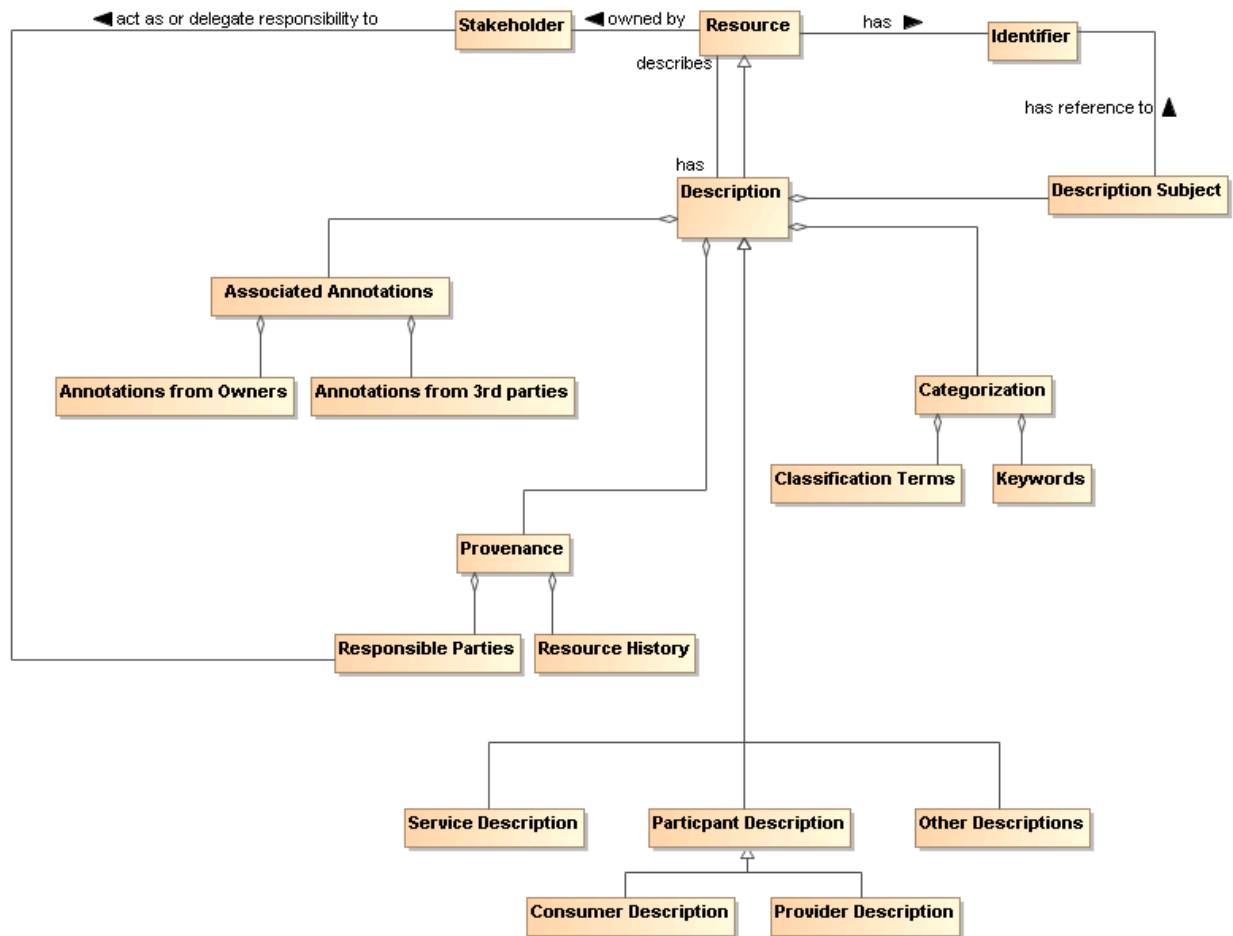 ◄ act as or delegate responsibility to
Stakeholder
◄ owned by
Resource
has ►
Identifier
describes
has reference to ▲
has
Description
Description Subject
Associated Annotations
Annotations from Owners
Annotations from 3rd parties
Categorization
Classification Terms
Keywords
Provenance
Responsible Parties
Resource History
Service Description
Particpant Description
Other Descriptions
Consumer Description
Provider Description